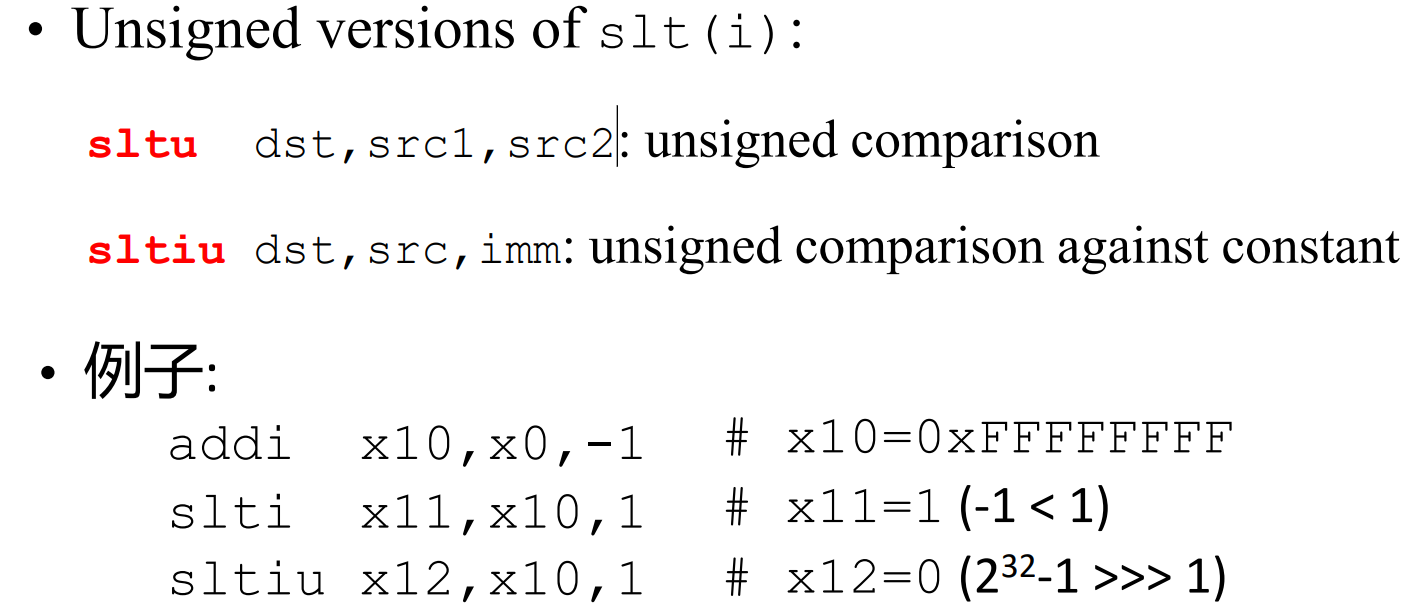 • Unsigned versions of slt(i):
sltu dst,src1,src2: unsigned comparison
sltiu dst,src,imm: unsigned comparison against constant
• 例子:
addi x10,x0,-1 # x10=0xFFFFFFFF
slti x11,x10,1 # x11=1 (-1 < 1)
sltiu x12,x10,1 # x12=0 (2³²-1 >>> 1)